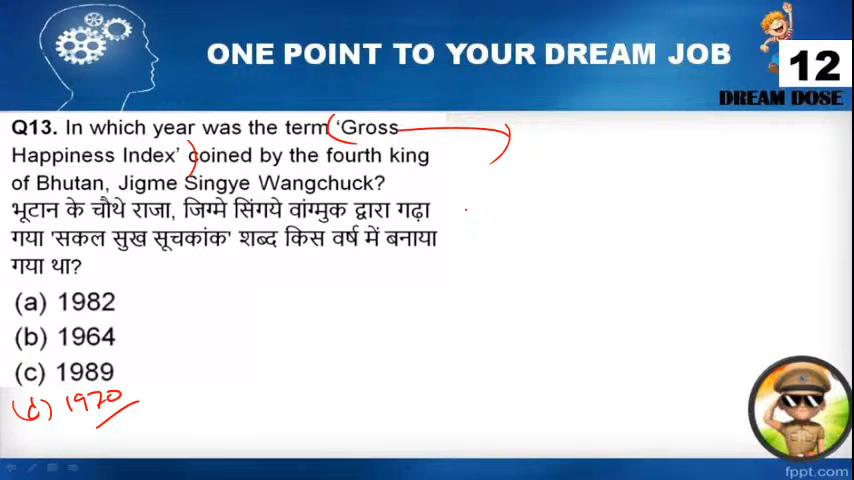 ONE POINT TO YOUR DREAM JOB
12
DREAM DOSE
Q13. In which year was the term 'Gross
Happiness Index' coined by the fourth king
of Bhutan, Jigme Singye Wangchuck?
भूटान के चौथे राजा, जिग्मे सिंगये वांग्मुक द्वारा गढ़ा
गया 'सकल सुख सूचकांक' शब्द किस वर्ष में बनाया
गया था?
(a) 1982
(b) 1964
(c) 1989
(d) 1970
fppt.com